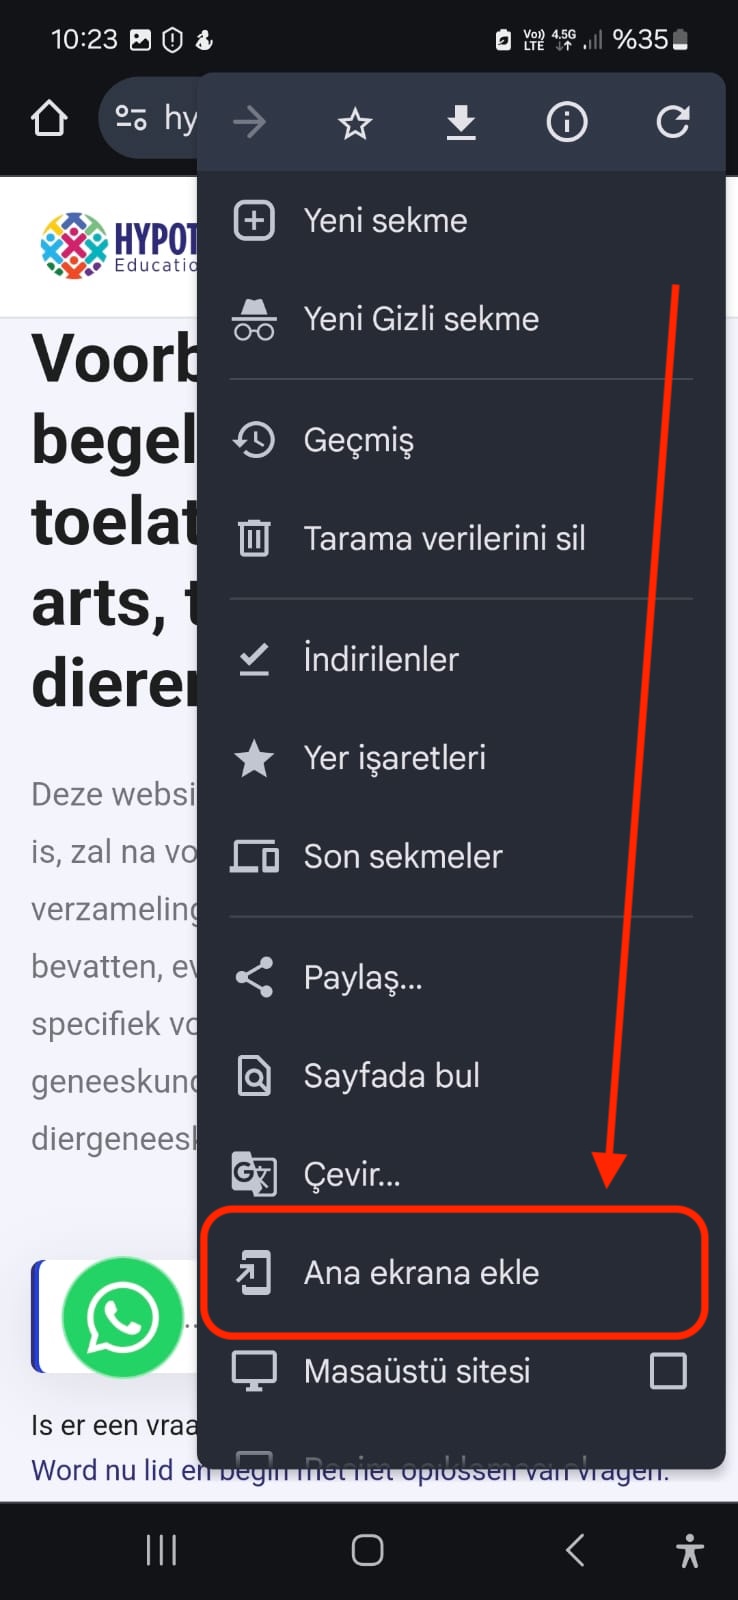 10:23
Vo))
LTE
4.5G
%35
hy
HYPOT
Educatio
Yeni sekme
Yeni Gizli sekme
Geçmiş
Tarama verilerini sil
İndirilenler
Yer işaretleri
Son sekmeler
Paylaş...
Sayfada bul
Çevir...
Ana ekrana ekle
Masaüstü sitesi
Voorb
begel
toelat
arts, t
dieren
Deze websi
is, zal na vo
verzameling
bevatten, ev
specifiek vo
geneeskund
diergeneesk
Is er een vraa
Word nu lid en begin met het oplossen van vragen.